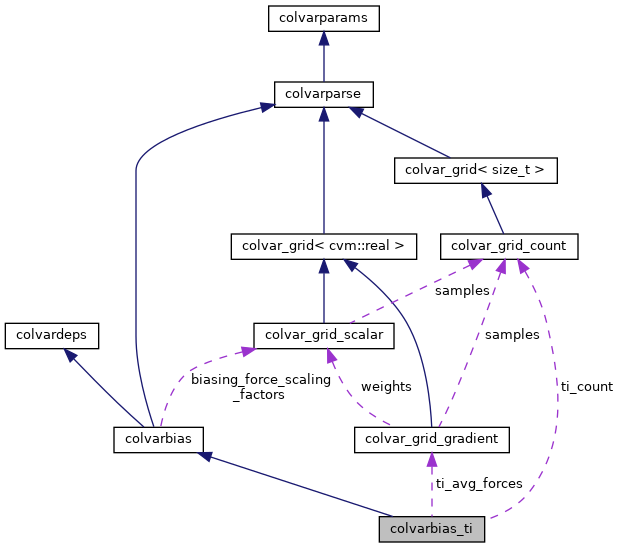 colvarparams
colvarparse
colvar_grid< size_t >
colvar_grid< cvm::real >
colvar_grid_count
samples
colvardeps
colvar_grid_scalar
samples
biasing_force_scaling
_factors
weights
ti_count
colvarbias
colvar_grid_gradient
ti_avg_forces
colvarbias_ti